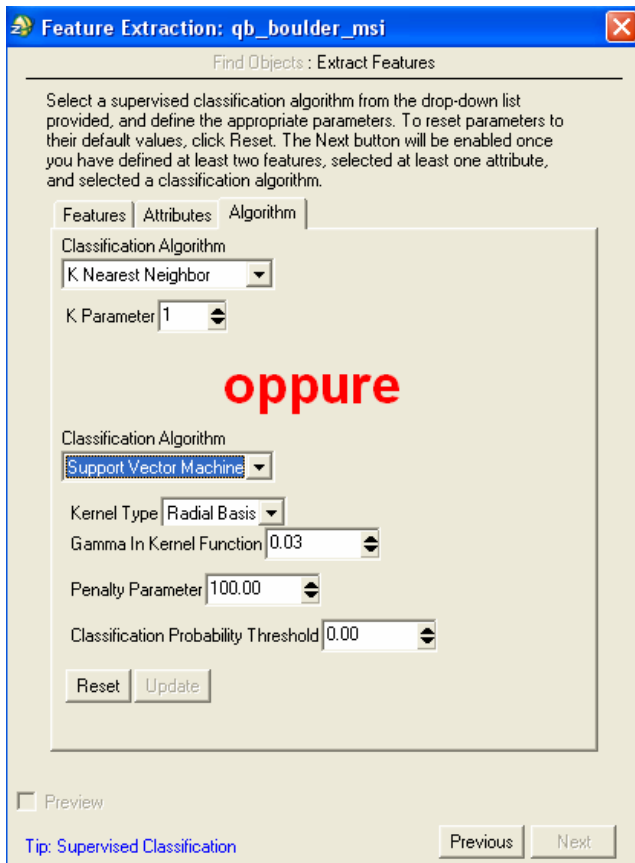 Feature Extraction: qb_boulder_msi
Find Objects : Extract Features
Select a supervised classification algorithm from the drop-down list
provided, and define the appropriate parameters. To reset parameters to
their default values, click Reset. The Next button will be enabled once
you have defined at least two features, selected at least one attribute,
and selected a classification algorithm.
Features Attributes Algorithm
Classification Algorithm
K Nearest Neighbor
K Parameter 1
oppure
Classification Algorithm
Support Vector Machine
Kernel Type Radial Basis
Gamma In Kernel Function 0.03
Penalty Parameter 100.00
Classification Probability Threshold 0.00
Reset Update
Preview
Tip: Supervised Classification Previous Next